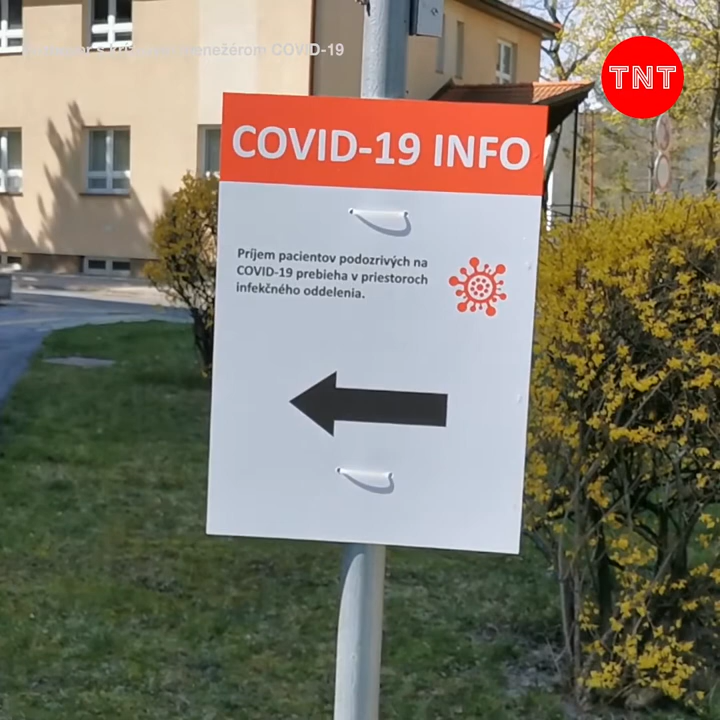 COVID-19
TNT
COVID-19 INFO
Príjem pacientov podozrivých na
COVID-19 prebieha v priestoroch
infekčného oddelenia.